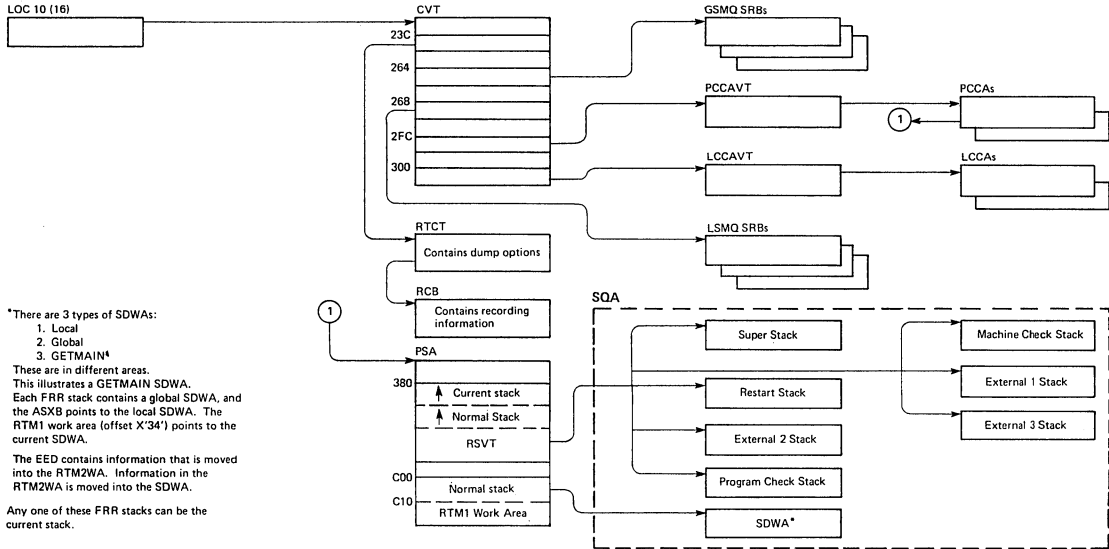 LOC 10 (16)
CVT
23C
264
268
2FC
300
GSMQ SRBs
PCCAVT
PCCAs
1
LCCAVT
LCCAs
LSMQ SRBs
RTCT
Contains dump options
RCB
Contains recording
information
1
PSA
380
Current stack
Normal Stack
RSVT
C00
Normal stack
C10
RTM1 Work Area
SQA
Super Stack
Restart Stack
External 2 Stack
Program Check Stack
SDWA*
Machine Check Stack
External 1 Stack
External 3 Stack
*There are 3 types of SDWAs:
1. Local
2. Global
3. GETMAIN
These are in different areas.
This illustrates a GETMAIN SDWA.
Each FRR stack contains a global SDWA, and
the ASXB points to the local SDWA. The
RTM1 work area (offset X'34') points to the
current SDWA.
The EED contains information that is moved
into the RTM2WA. Information in the
RTM2WA is moved into the SDWA.
Any one of these FRR stacks can be the
current stack.